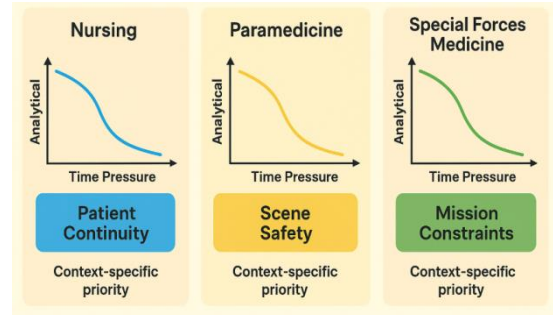 Nursing
Analytical
Time Pressure
Patient
Continuity
Context-specific
priority
Paramedicine
Analytical
Time Pressure
Scene
Safety
Context-specific
priority
Special Forces
Medicine
Analytical
Time Pressure
Mission
Constraints
Context-specific
priority